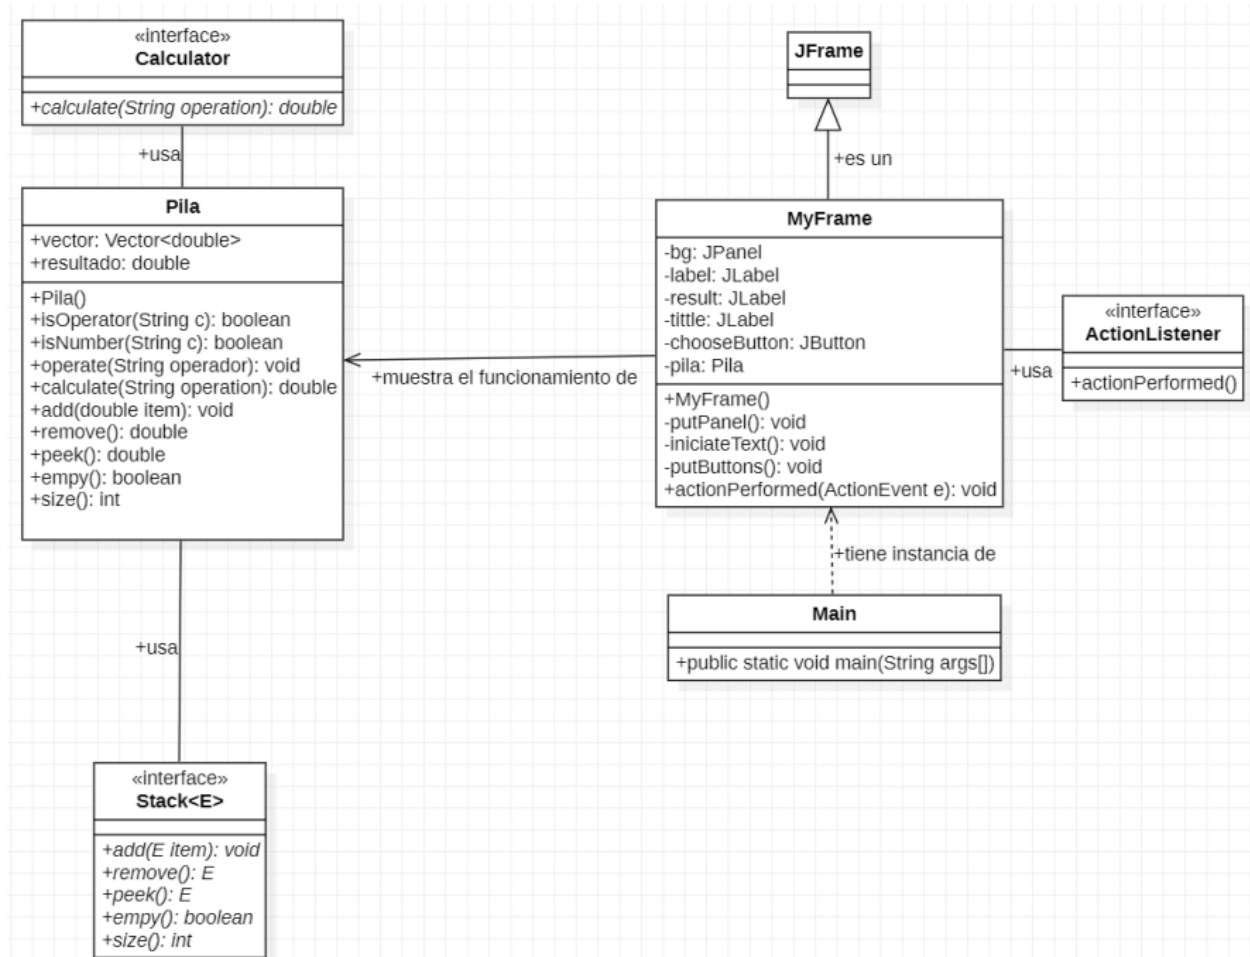 «interface»
Calculator
+calculate(String operation): double
+usa
Pila
+vector: Vector<double>
+resultado: double
+Pila()
+isOperator(String c): boolean
+isNumber(String c): boolean
+operate(String operador): void
+calculate(String operation): double
+add(double item): void
+remove(): double
+peek(): double
+empy(): boolean
+size(): int
+usa
«interface»
Stack<E>
+add(E item): void
+remove(): E
+peek(): E
+empy(): boolean
+size(): int
+muestra el funcionamiento de
JFrame
+es un
MyFrame
-bg: JPanel
-label: JLabel
-result: JLabel
-tittle: JLabel
-chooseButton: JButton
-pila: Pila
+MyFrame()
-putPanel(): void
-iniciateText(): void
-putButtons(): void
+actionPerformed(ActionEvent e): void
+usa
«interface»
ActionListener
+actionPerformed()
+tiene instancia de
Main
+public static void main(String args[])